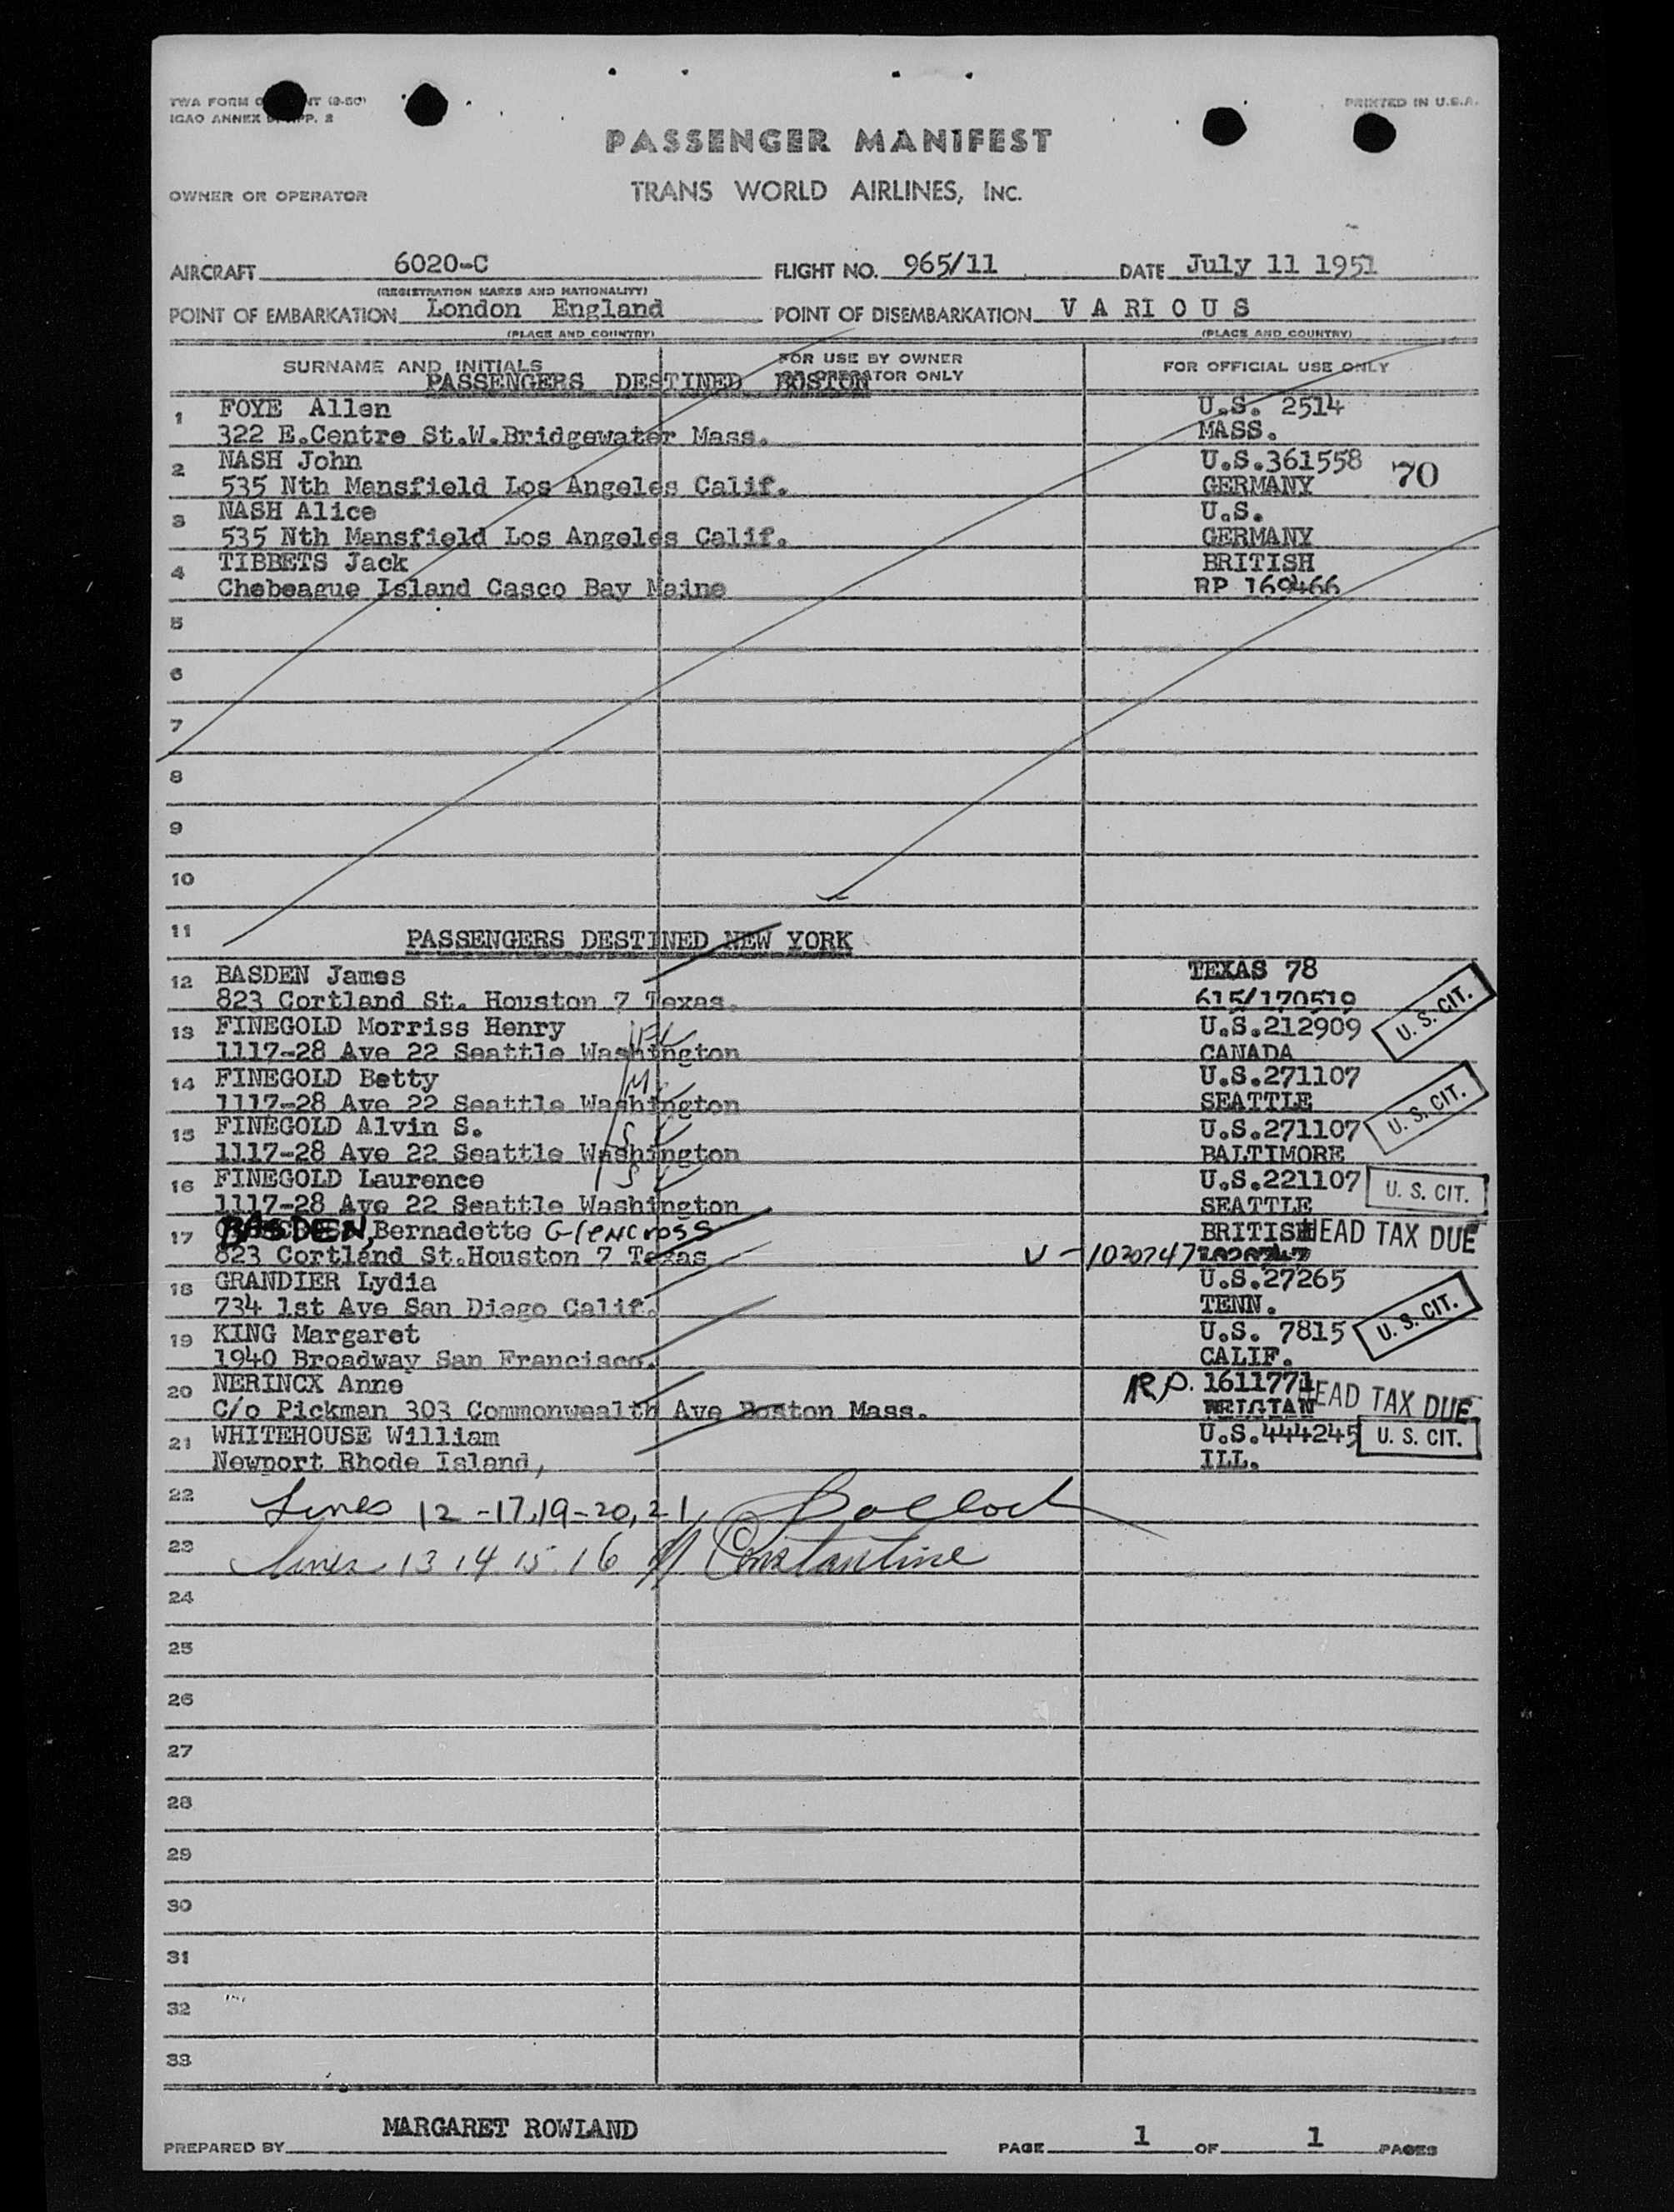 TWA FORM NT (9-50)
ICAO ANNEX 9, APP. 2
PRINTED IN U.S.A.
PASSENGER MANIFEST
OWNER OR OPERATOR
TRANS WORLD AIRLINES, INC.
AIRCRAFT 6020-C FLIGHT NO. 965/11 DATE July 11 1951
(REGISTRATION MARKS AND NATIONALITY)
POINT OF EMBARKATION London England POINT OF DISEMBARKATION V A RI O U S
(PLACE AND COUNTRY) (PLACE AND COUNTRY)
SURNAME AND INITIALS FOR USE BY OWNER OR OPERATOR ONLY FOR OFFICIAL USE ONLY
PASSENGERS DESTINED BOSTON
1 FOYE Allen U.S. 2514
322 E.Centre St.W.Bridgewater Mass. MASS.
2 NASH John U.S.361558 70
535 Nth Mansfield Los Angeles Calif. GERMANY
3 NASH Alice U.S.
535 Nth Mansfield Los Angeles Calif. GERMANY
4 TIBBETS Jack BRITISH
Chebeague Island Casco Bay Maine RP 169466
5
6
7
8
9
10
11 PASSENGERS DESTINED NEW YORK
12 BASDEN James TEXAS 78
823 Cortland St. Houston 7 Texas. 615/170519
13 FINEGOLD Morriss Henry U.S.212909 U. S. CIT.
1117-28 Ave 22 Seattle Washington CANADA
14 FINEGOLD Betty M. U.S.271107
1117-28 Ave 22 Seattle Washington SEATTLE U. S. CIT.
15 FINEGOLD Alvin S. S U.S.271107
1117-28 Ave 22 Seattle Washington BALTIMORE
16 FINEGOLD Laurence S U.S.221107 U. S. CIT.
1117-28 Ave 22 Seattle Washington SEATTLE
17 BASDEN, Bernadette Glencross BRITISH HEAD TAX DUE
823 Cortland St.Houston 7 Texas V-1030747
18 GRANDIER Lydia U.S.27265
734 1st Ave San Diego Calif. TENN.
19 KING Margaret U.S. 7815 U. S. CIT.
1940 Broadway San Francisco. CALIF.
20 NERINCX Anne R.P. 1611771 HEAD TAX DUE
C/o Pickman 303 Commonwealth Ave Boston Mass. BELGIAN
21 WHITEHOUSE William U.S.444245 U. S. CIT.
Newport Rhode Island, ILL.
22 Lines 12-17,19-20,21,
23 Lines 13 14 15 16 Constantine
24
25
26
27
28
29
30
31
32
33
MARGARET ROWLAND
PREPARED BY PAGE 1 OF 1 PAGES